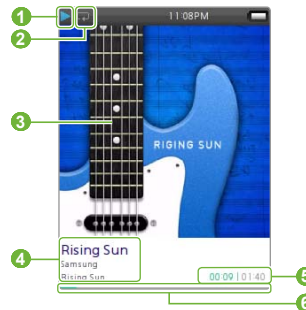 1
11:08PM
2
3
RIGING SUN
4
Rising Sun
Samsung
Rising Sun
00:09 | 01:40
5
6